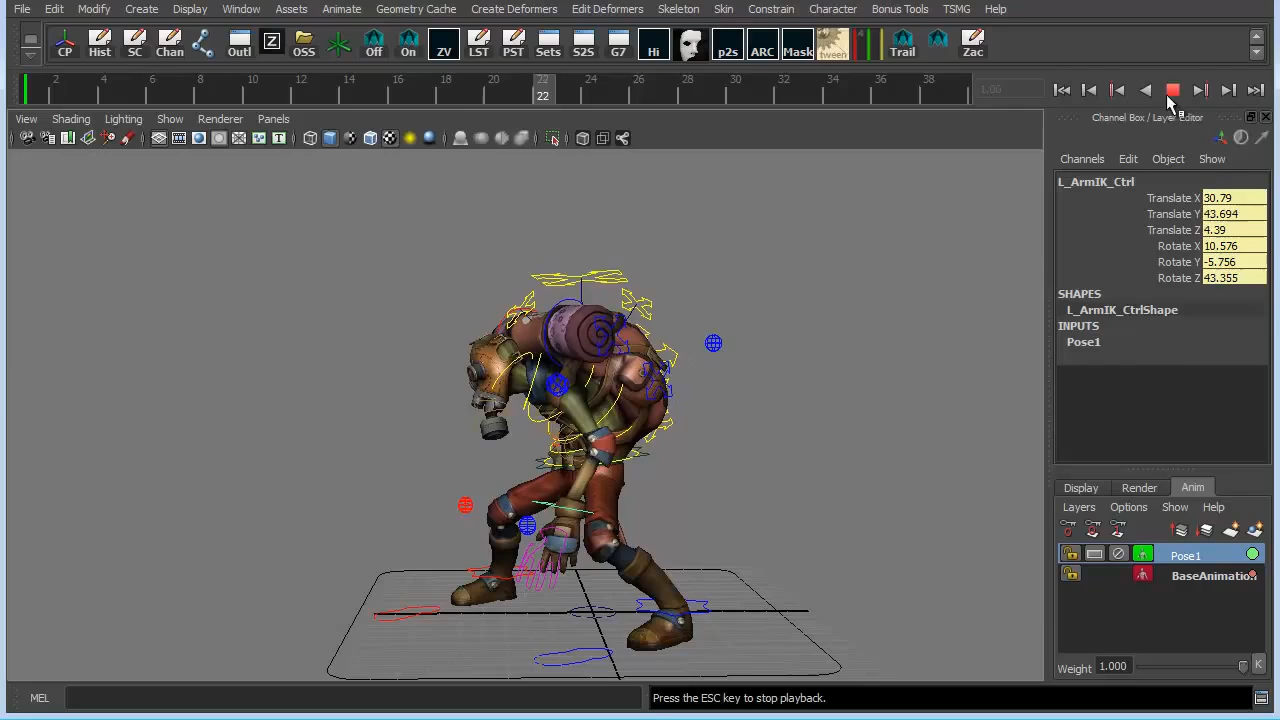 File Edit Modify Create Display Window Assets Animate Geometry Cache Create Deformers Edit Deformers Skeleton Skin Constrain Character Bonus Tools TSMG Help
CP Hist SC Chan Outl Z OSS Off On ZV LST PST Sets S2S G7 Hi p2s ARC Mask tween Trail Zac
2 4 6 8 10 12 14 16 18 20 22 24 26 28 30 32 34 36 38
22
1.00
View Shading Lighting Show Renderer Panels
Channel Box / Layer Editor
Channels Edit Object Show
L_ArmIK_Ctrl
Translate X 30.79
Translate Y 43.694
Translate Z 4.39
Rotate X 10.576
Rotate Y -5.756
Rotate Z 43.355
SHAPES
L_ArmIK_CtrlShape
INPUTS
Pose1
Display Render Anim
Layers Options Show Help
Pose1
BaseAnimatio
Weight 1.000 K
MEL
Press the ESC key to stop playback.